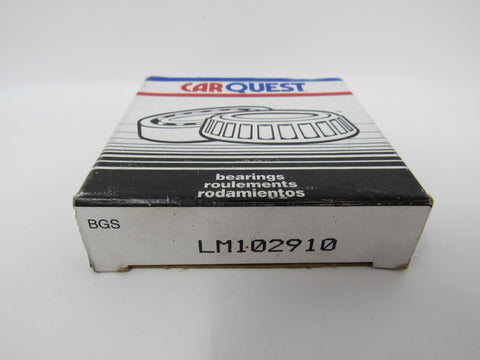 CARQUEST
bearings
roulements
rodamientos
BGS
LM102910